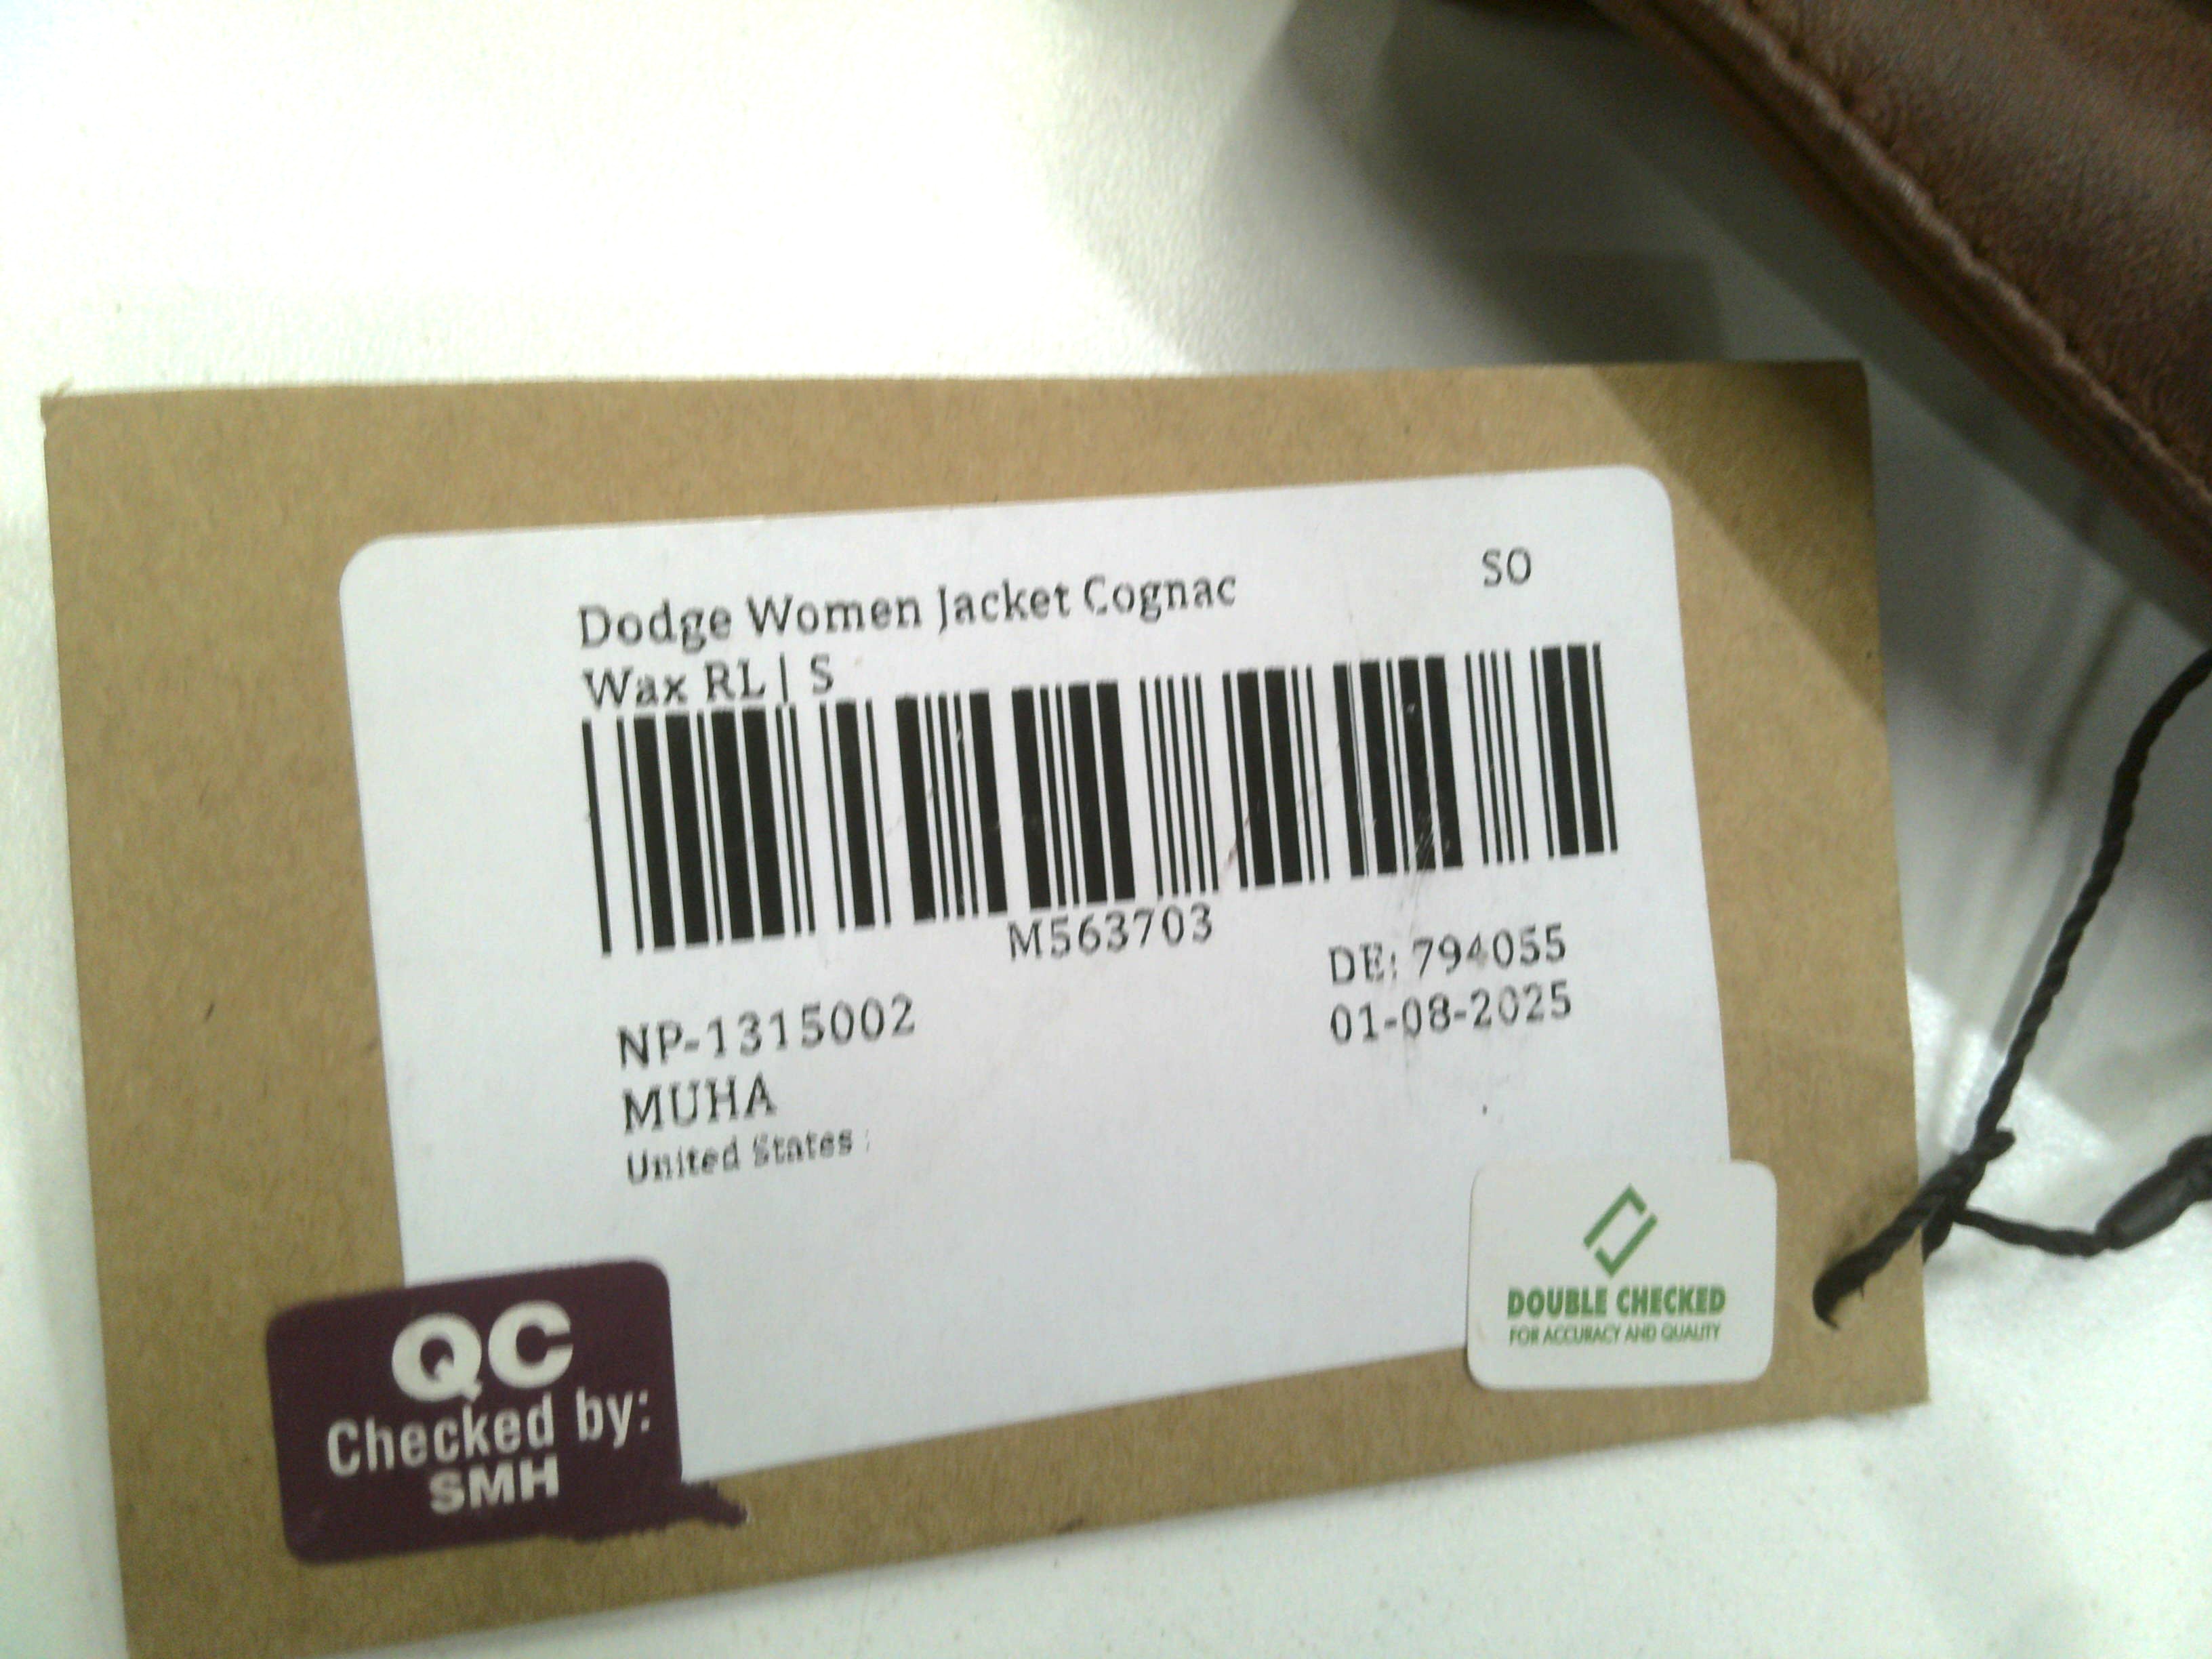 Dodge Women Jacket Cognac
SO
Wax RL | S
M563703
DE: 794055
NP-1315002
01-08-2025
MUHA
United States :
QC
Checked by:
SMH
DOUBLE CHECKED
FOR ACCURACY AND QUALITY